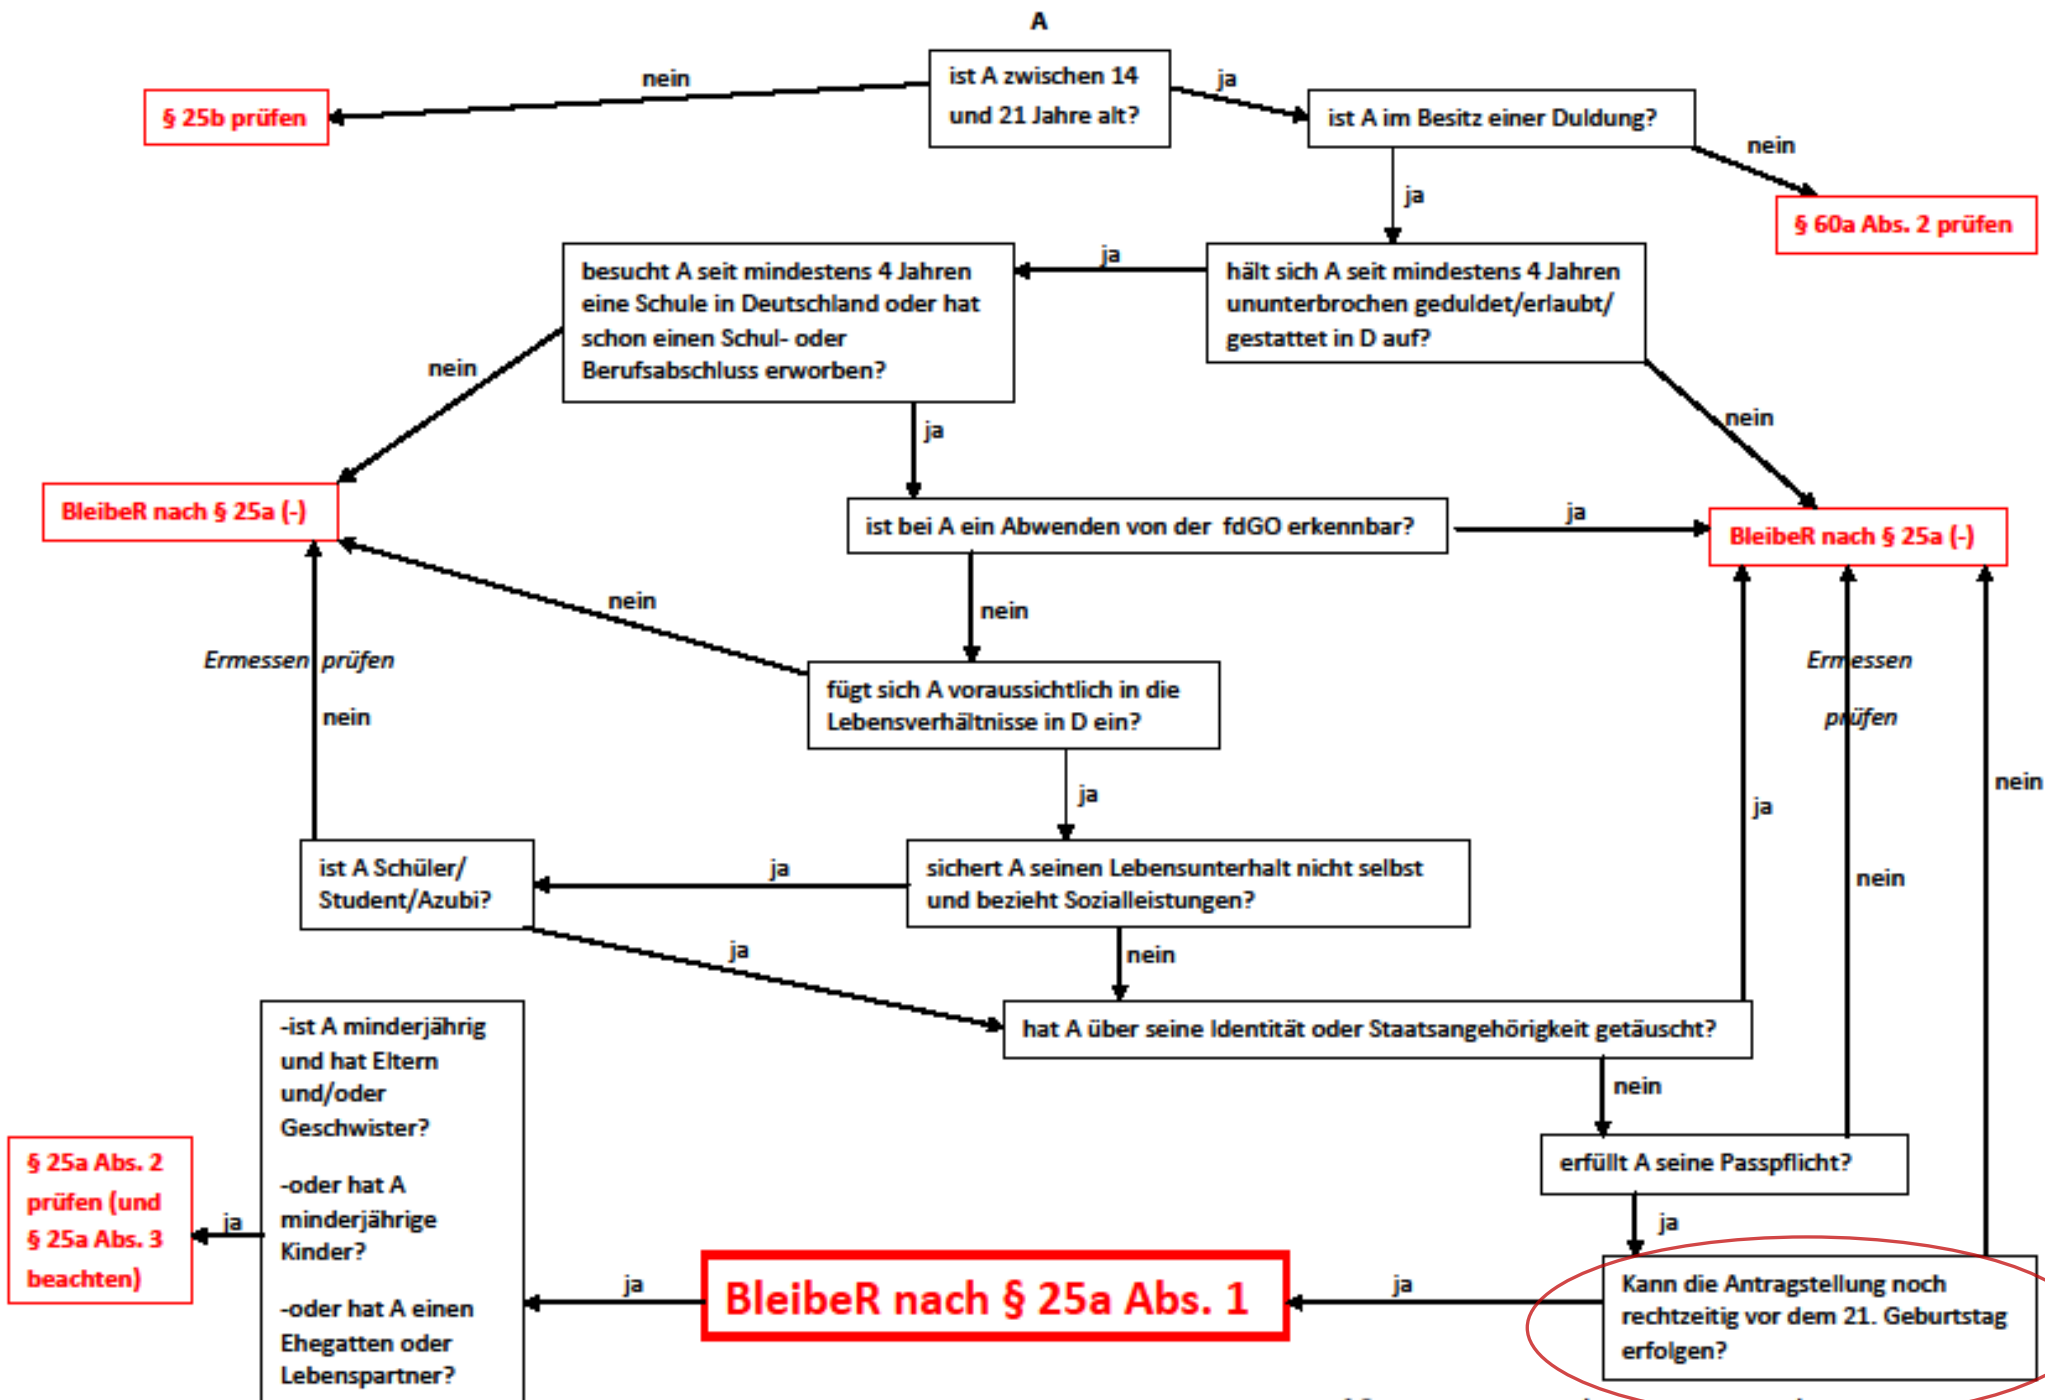 A
ist A zwischen 14
und 21 Jahre alt?
nein
ja
§ 25b prüfen
ist A im Besitz einer Duldung?
nein
ja
§ 60a Abs. 2 prüfen
hält sich A seit mindestens 4 Jahren
ununterbrochen geduldet/erlaubt/
gestattet in D auf?
ja
nein
besucht A seit mindestens 4 Jahren
eine Schule in Deutschland oder hat
schon einen Schul- oder
Berufsabschluss erworben?
nein
ja
BleibeR nach § 25a (-)
ist bei A ein Abwenden von der fdGO erkennbar?
ja
BleibeR nach § 25a (-)
nein
nein
fügt sich A voraussichtlich in die
Lebensverhältnisse in D ein?
Ermessen prüfen
nein
Ermessen
prüfen
ja
nein
ja
nein
ist A Schüler/
Student/Azubi?
ja
sichert A seinen Lebensunterhalt nicht selbst
und bezieht Sozialleistungen?
ja
nein
hat A über seine Identität oder Staatsangehörigkeit getäuscht?
nein
erfüllt A seine Passpflicht?
ja
Kann die Antragstellung noch
rechtzeitig vor dem 21. Geburtstag
erfolgen?
ja
BleibeR nach § 25a Abs. 1
ja
-ist A minderjährig
und hat Eltern
und/oder
Geschwister?
-oder hat A
minderjährige
Kinder?
-oder hat A einen
Ehegatten oder
Lebenspartner?
ja
§ 25a Abs. 2
prüfen (und
§ 25a Abs. 3
beachten)